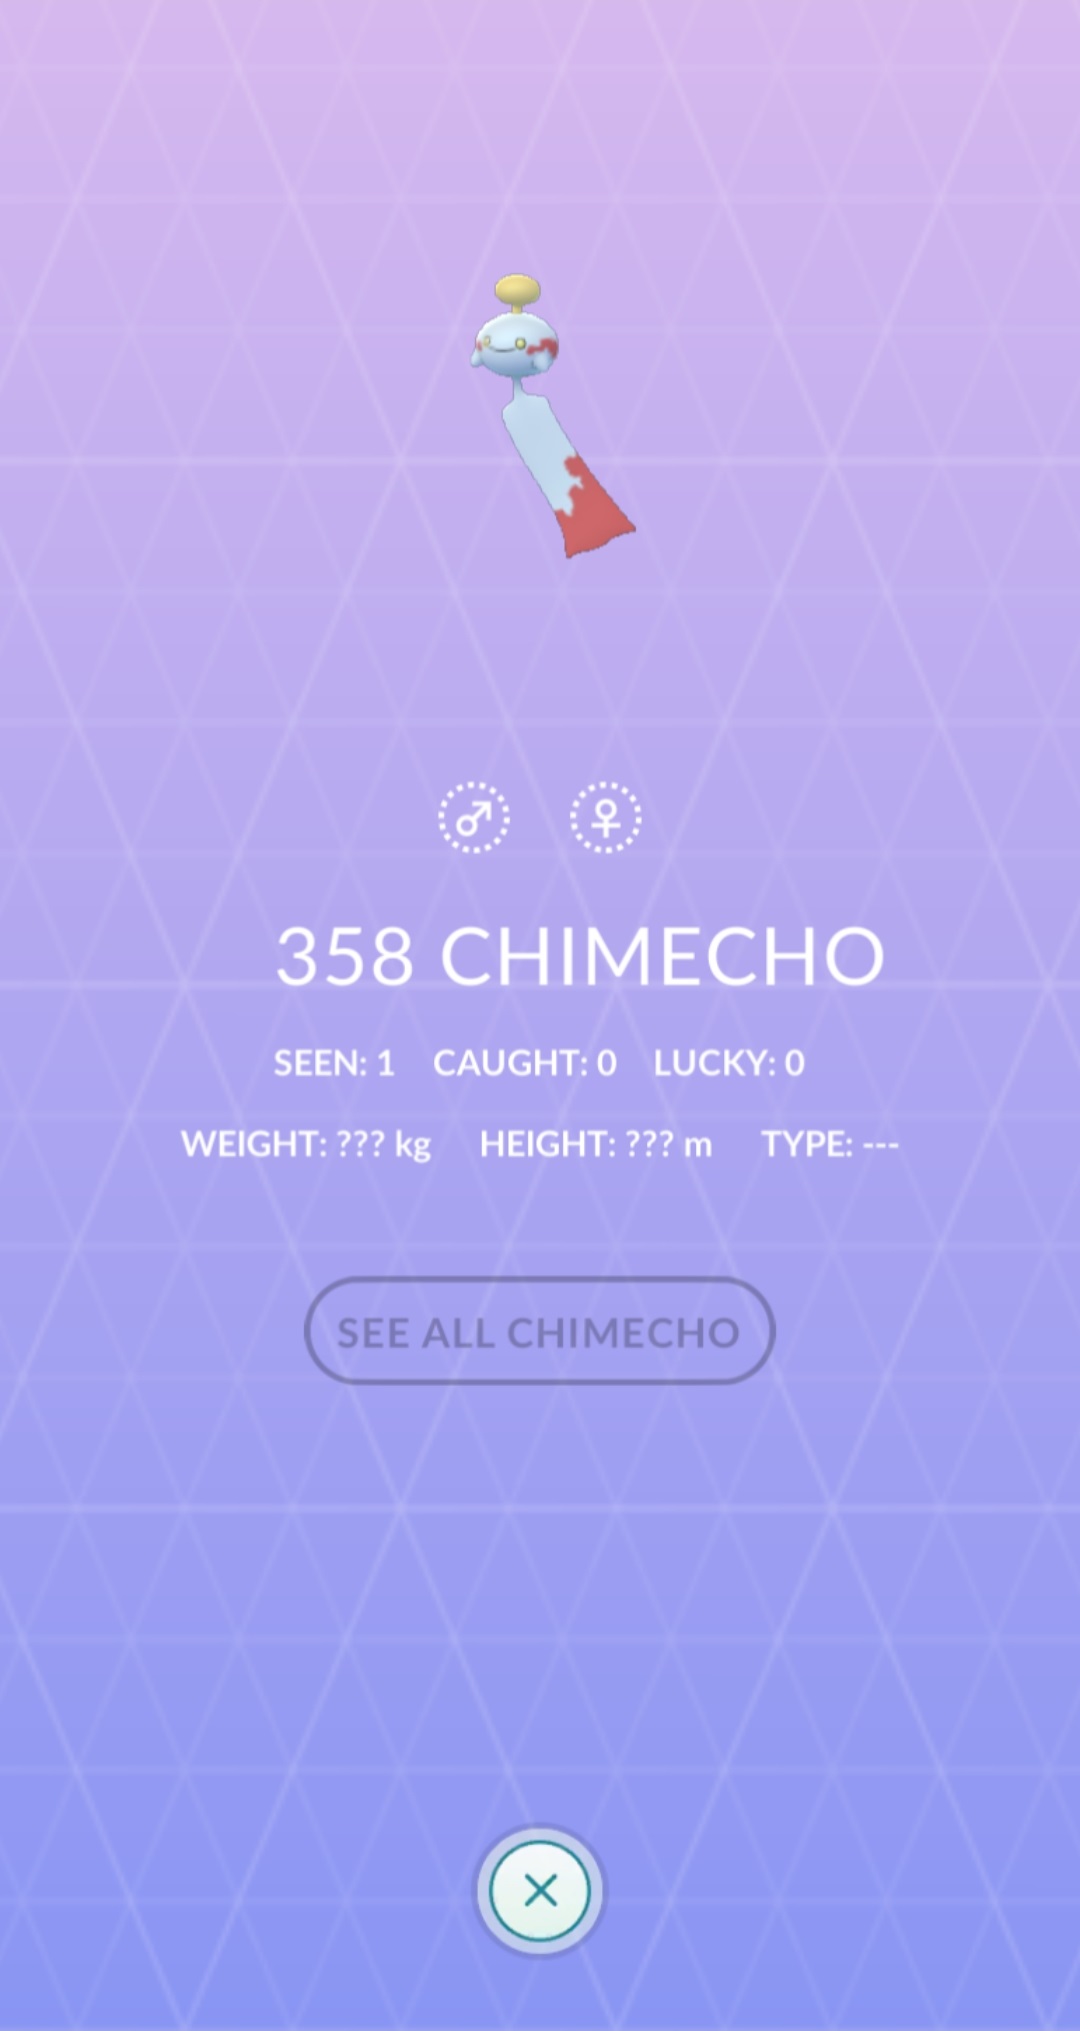 358 CHIMECHO
SEEN: 1 CAUGHT: 0 LUCKY: 0
WEIGHT: ??? kg HEIGHT: ??? m TYPE: ---
SEE ALL CHIMECHO